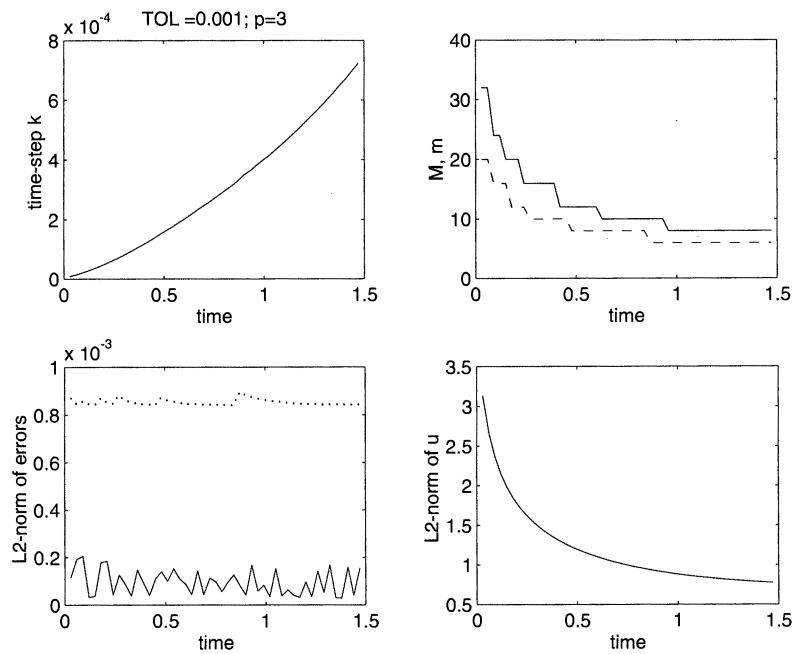 TOL =0.001; p=3
x 10-4
8
6
4
2
0
0 0.5 1 1.5
time-step k
time
40
30
20
10
0
0 0.5 1 1.5
M, m
time
x 10-3
1
0.8
0.6
0.4
0.2
0
0 0.5 1 1.5
L2-norm of errors
time
3.5
3
2.5
2
1.5
1
0.5
0 0.5 1 1.5
L2-norm of u
time